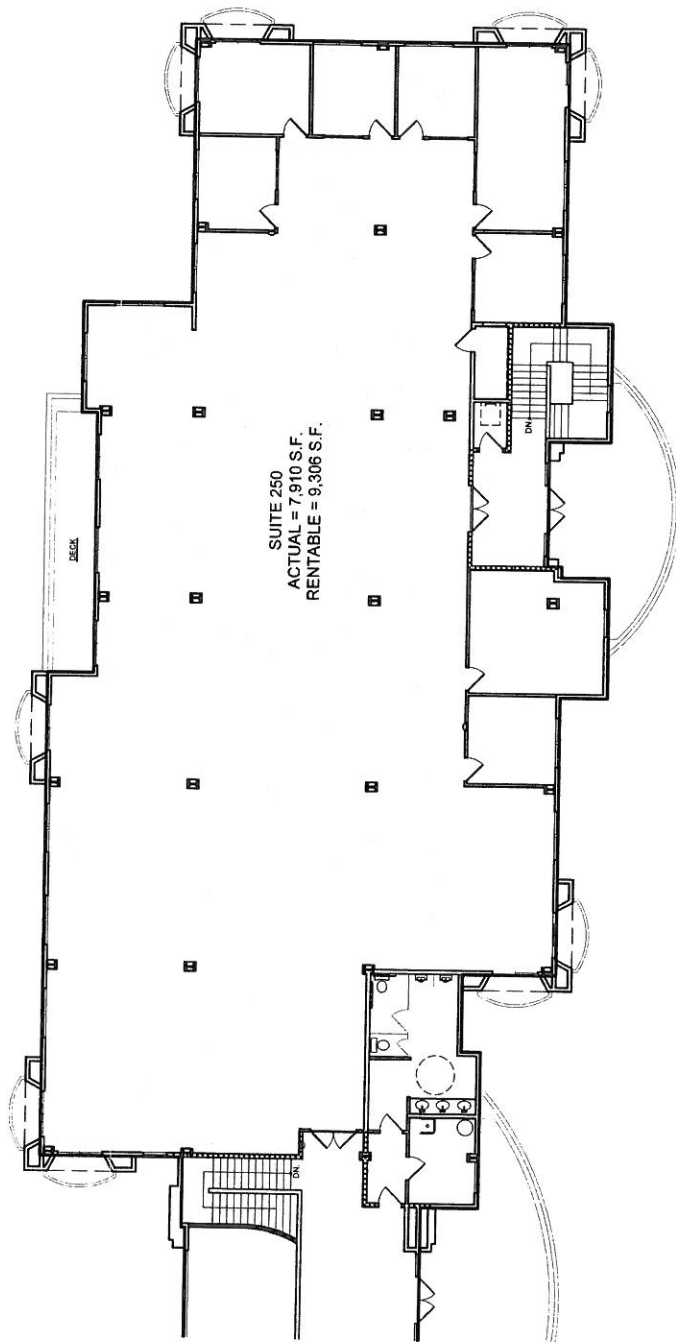 SUITE 250
ACTUAL = 7,910 S.F.
RENTABLE = 9,306 S.F.
DECK
DN.
DN.